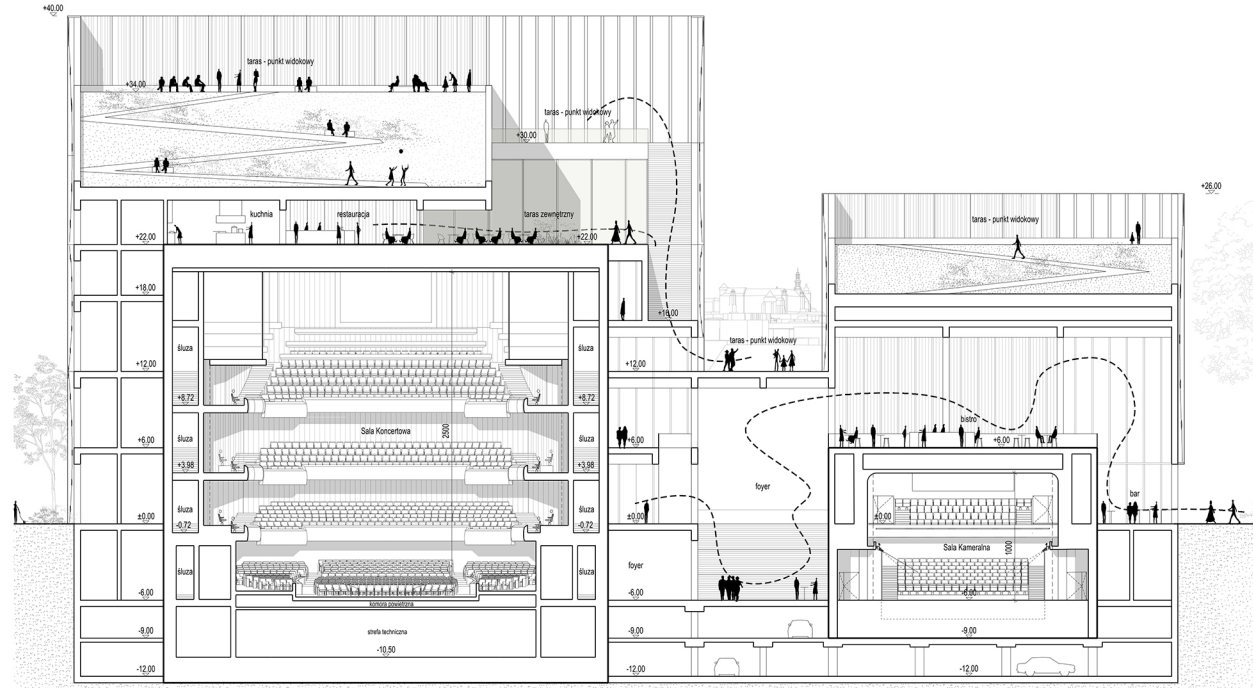 +40.00
taras - punkt widokowy
+34.00
taras - punkt widokowy
+30.00
+26.00
kuchnia
restauracja
taras zewnętrzny
taras - punkt widokowy
+22.00
+22.00
+18.00
+16.00
taras - punkt widokowy
śluza
+12.00
+12.00
śluza
+8.72
+8.72
bistro
śluza
Sala Koncertowa
2500
śluza
+6.00
+6.00
+6.00
+3.98
+3.98
foyer
bar
śluza
śluza
±0.00
-0.72
-0.72
±0.00
±0.00
Sala Kameralna
1000
śluza
śluza
foyer
-6.00
-6.00
-6.00
komora powietrzna
-9.00
strefa techniczna
-9.00
-9.00
-10.50
-12.00
-12.00
-12.00